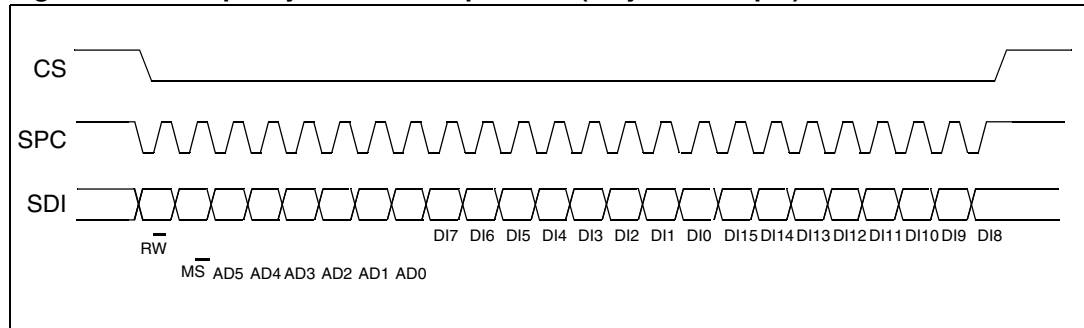 CS
SPC
SDI
DI7 DI6 DI5 DI4 DI3 DI2 DI1 DI0 DI15 DI14 DI13 DI12 DI11 DI10 DI9 DI8
RW
MS AD5 AD4 AD3 AD2 AD1 AD0